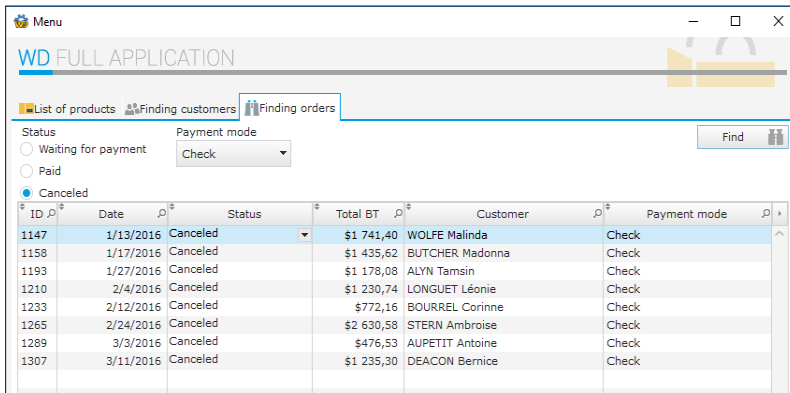 Menu
WD FULL APPLICATION
List of products Finding customers Finding orders
Status Payment mode
Waiting for payment Check Find
Paid
Canceled
ID Date Status Total BT Customer Payment mode
1147 1/13/2016 Canceled $1 741,40 WOLFE Malinda Check
1158 1/17/2016 Canceled $1 435,62 BUTCHER Madonna Check
1193 1/27/2016 Canceled $1 178,08 ALYN Tamsin Check
1210 2/4/2016 Canceled $1 230,74 LONGUET Léonie Check
1233 2/12/2016 Canceled $772,16 BOURREL Corinne Check
1265 2/24/2016 Canceled $2 630,58 STERN Ambroise Check
1289 3/3/2016 Canceled $476,53 AUPETIT Antoine Check
1307 3/11/2016 Canceled $1 235,30 DEACON Bernice Check